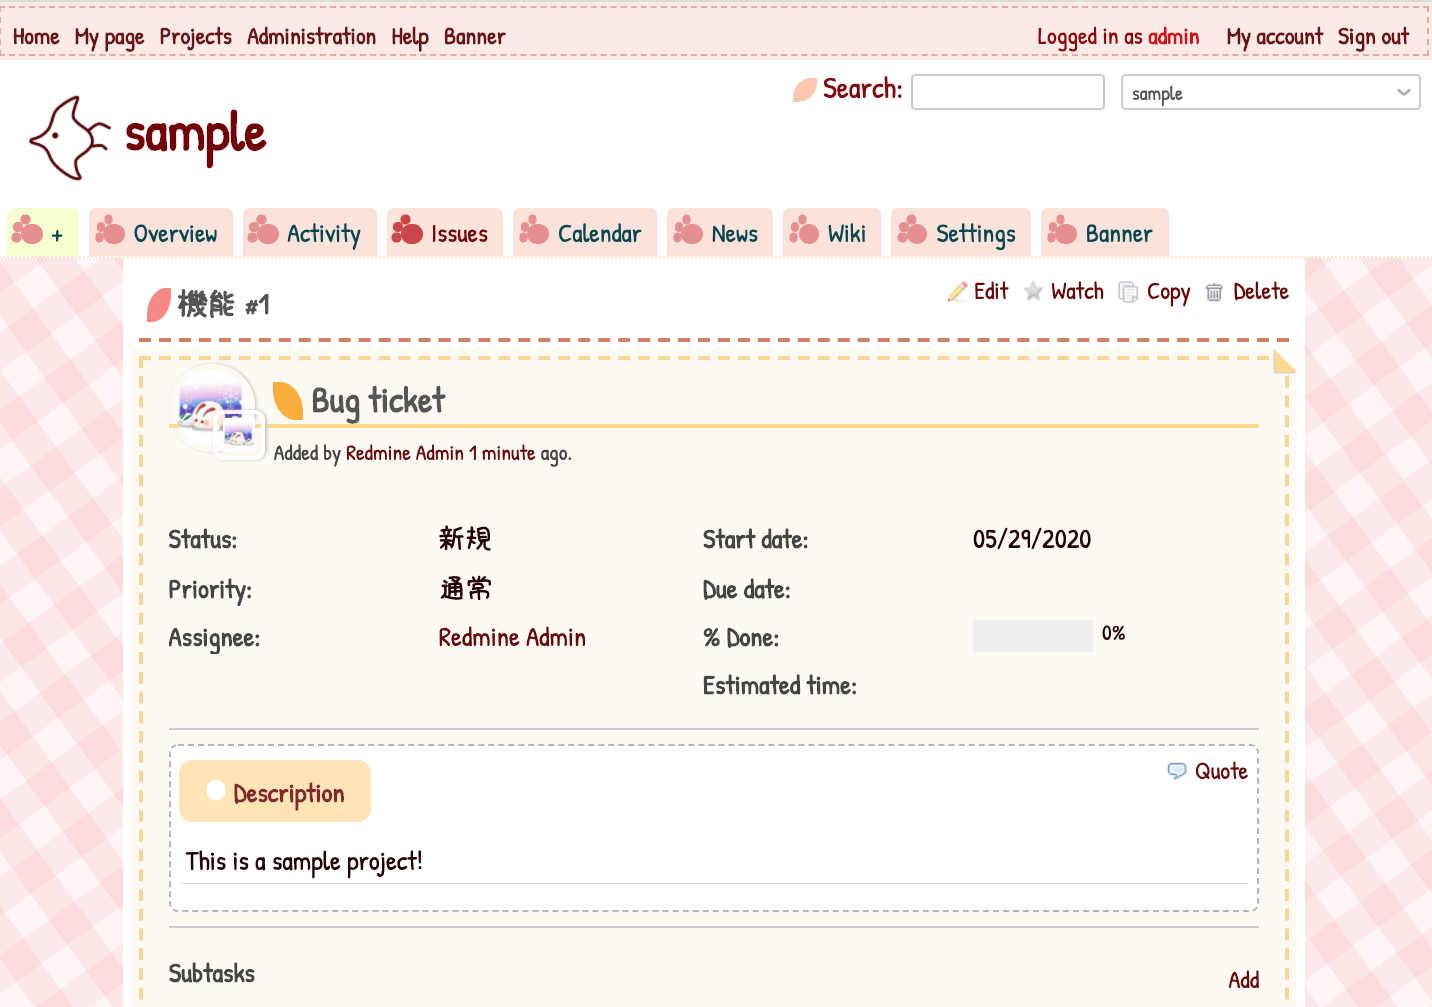 Home My page Projects Administration Help Banner Logged in as admin My account Sign out
Search: sample
sample
+ Overview Activity Issues Calendar News Wiki Settings Banner
機能 #1 Edit Watch Copy Delete
Bug ticket
Added by Redmine Admin 1 minute ago.
Status: 新規 Start date: 05/29/2020
Priority: 通常 Due date:
Assignee: Redmine Admin % Done: 0%
Estimated time:
Quote
Description
This is a sample project!
Subtasks Add